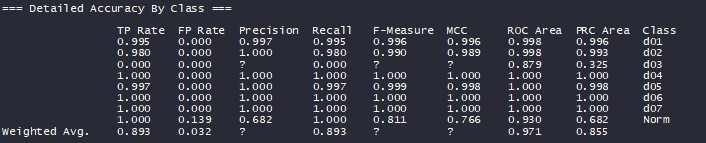 === Detailed Accuracy By Class ===
TP Rate FP Rate Precision Recall F-Measure MCC ROC Area PRC Area Class
0.995 0.000 0.997 0.995 0.996 0.996 0.998 0.996 d01
0.980 0.000 1.000 0.980 0.990 0.989 0.998 0.993 d02
0.000 0.000 ? 0.000 ? ? 0.879 0.325 d03
1.000 0.000 1.000 1.000 1.000 1.000 1.000 1.000 d04
0.997 0.000 1.000 0.997 0.999 0.998 1.000 0.998 d05
1.000 0.000 1.000 1.000 1.000 1.000 1.000 1.000 d06
1.000 0.000 1.000 1.000 1.000 1.000 1.000 1.000 d07
1.000 0.139 0.682 1.000 0.811 0.766 0.930 0.682 Norm
Weighted Avg. 0.893 0.032 ? 0.893 ? ? 0.971 0.855